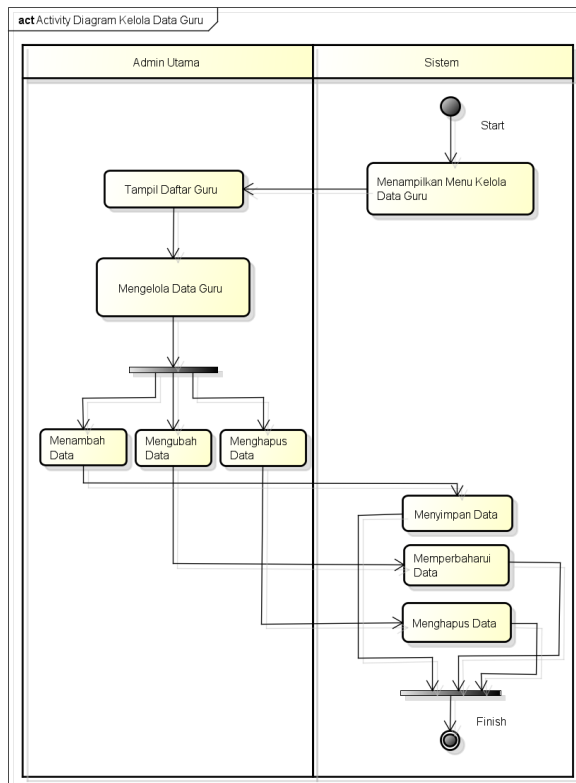 act Activity Diagram Kelola Data Guru
Admin Utama
Sistem
Start
Menampilkan Menu Kelola
Data Guru
Tampil Daftar Guru
Mengelola Data Guru
Menambah
Data
Mengubah
Data
Menghapus
Data
Menyimpan Data
Memperbaharui
Data
Menghapus Data
Finish